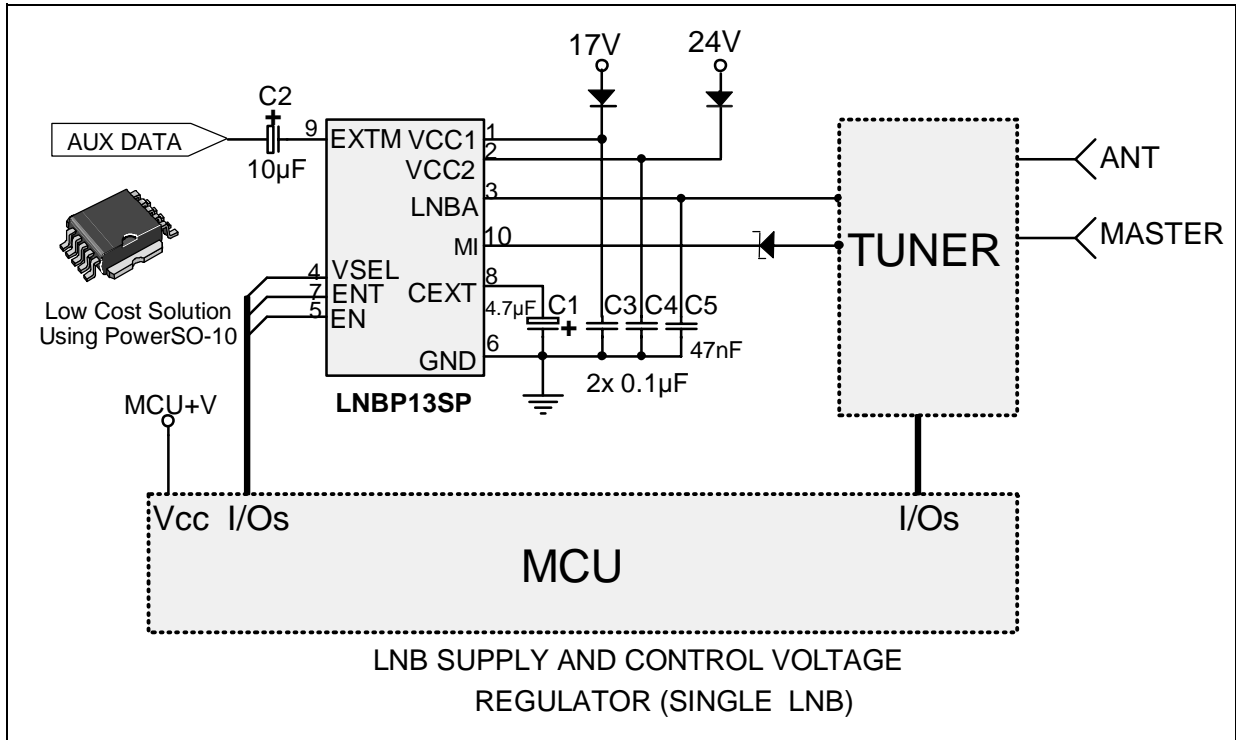 17V
24V
C2
+
AUX DATA
10µF
9
EXTM
VCC1
1
VCC2
2
LNBA
3
MI
10
VSEL
4
ENT
7
EN
5
CEXT
8
GND
6
LNBP13SP
4.7µF
C1
+
C3
C4
C5
47nF
2x 0.1µF
TUNER
ANT
MASTER
Low Cost Solution
Using PowerSO-10
MCU+V
Vcc
I/Os
I/Os
MCU
LNB SUPPLY AND CONTROL VOLTAGE
REGULATOR (SINGLE LNB)